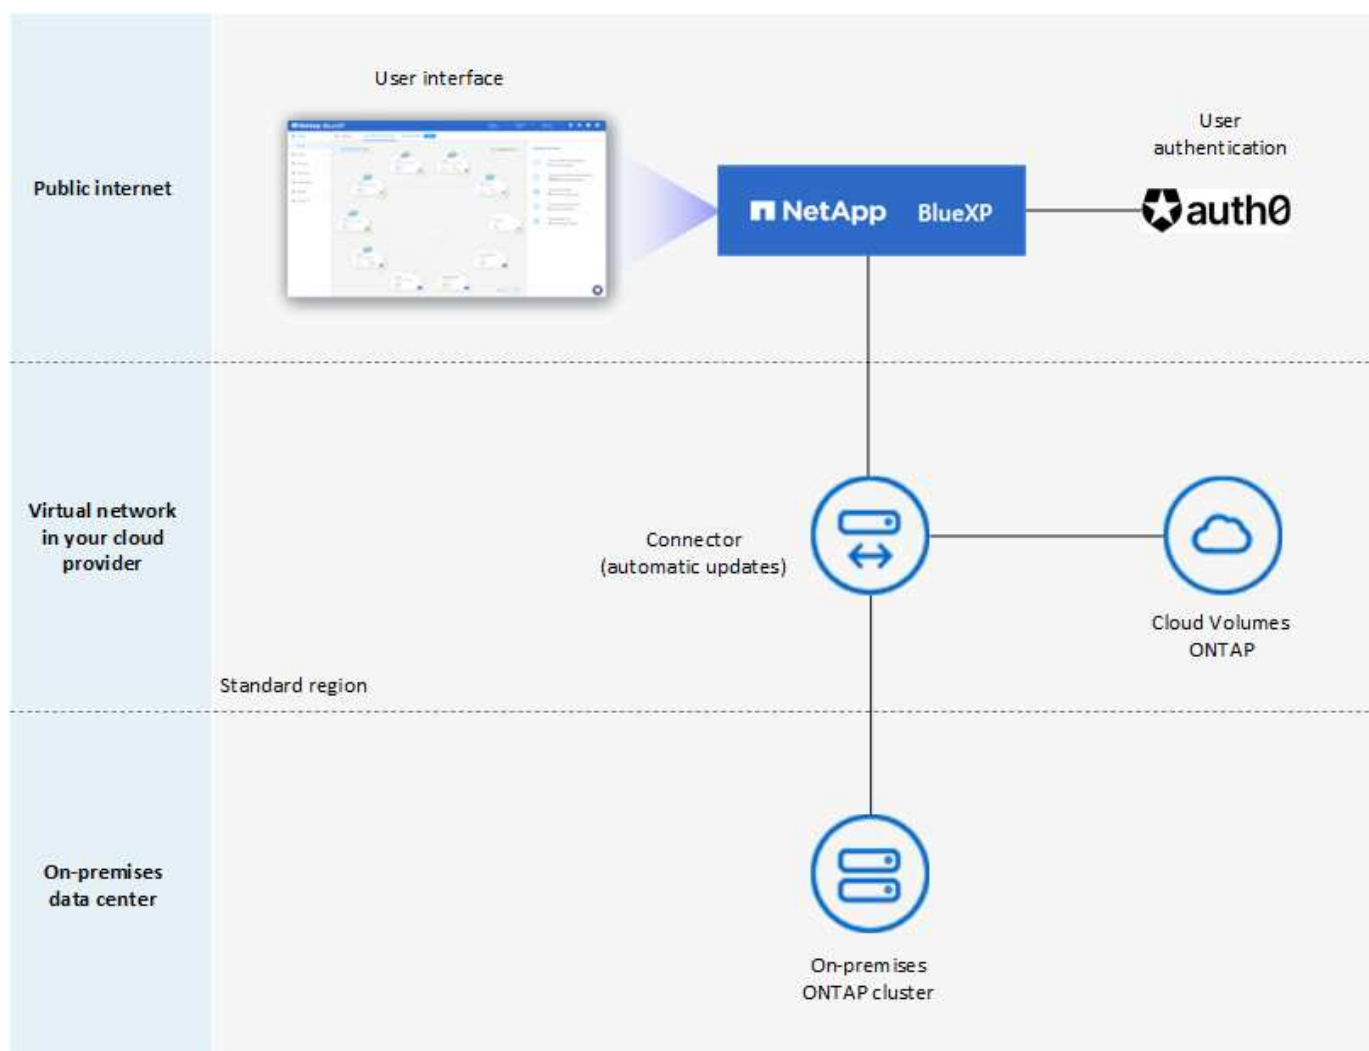 User interface
User
authentication
Public internet
NetApp BlueXP
auth0
Virtual network
in your cloud
provider
Connector
(automatic updates)
Cloud Volumes
ONTAP
Standard region
On-premises
data center
On-premises
ONTAP cluster